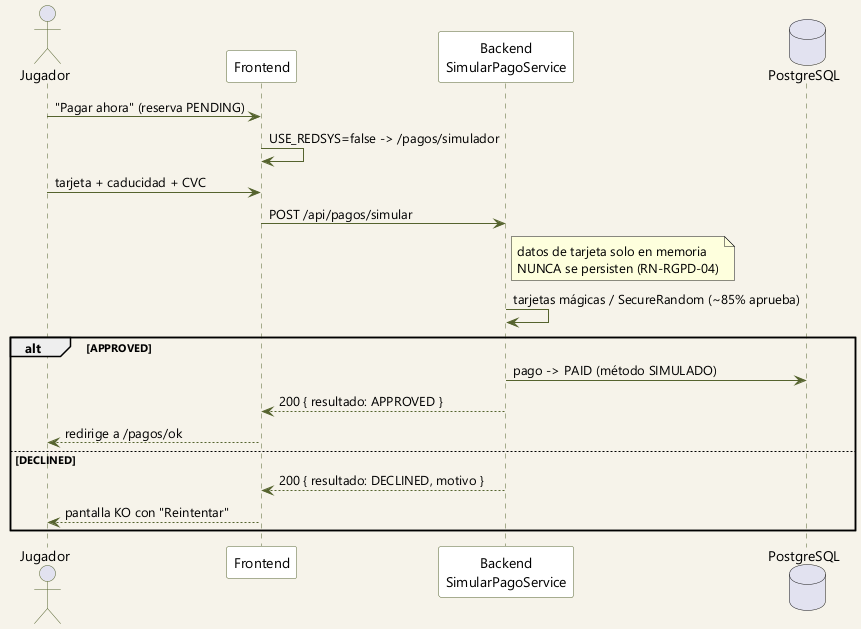 Jugador
Frontend
Backend
SimularPagoService
PostgreSQL
"Pagar ahora" (reserva PENDING)
USE_REDSYS=false -> /pagos/simulador
tarjeta + caducidad + CVC
POST /api/pagos/simular
datos de tarjeta solo en memoria
NUNCA se persisten (RN-RGPD-04)
tarjetas mágicas / SecureRandom (~85% aprueba)
alt [APPROVED]
pago -> PAID (método SIMULADO)
200 { resultado: APPROVED }
redirige a /pagos/ok
[DECLINED]
200 { resultado: DECLINED, motivo }
pantalla KO con "Reintentar"
Jugador
Frontend
Backend
SimularPagoService
PostgreSQL